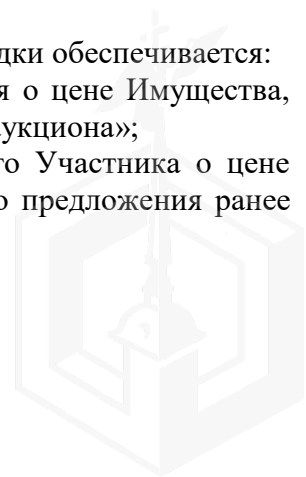 дки обеспечивается:
я о цене Имущества,
укциона»;
го Участника о цене
о предложения ранее